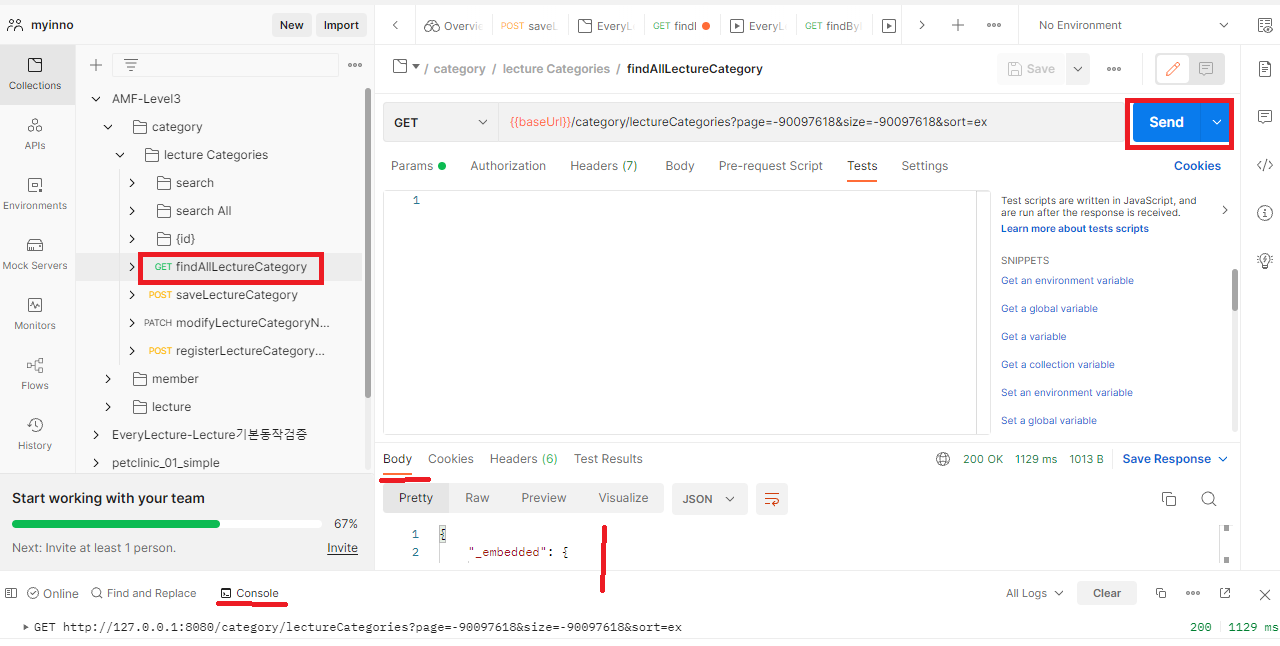 myinno
New
Import
Overvie
POST saveL
EveryL
GET findI
EveryL
GET findBy
No Environment
Collections
APIs
Environments
Mock Servers
Monitors
Flows
History
AMF-Level3
category
lecture Categories
search
search All
{id}
GET findAllLectureCategory
POST saveLectureCategory
PATCH modifyLectureCategoryN...
POST registerLectureCategory...
member
lecture
EveryLecture-Lecture기본동작검증
petclinic_01_simple
Start working with your team
67%
Next: Invite at least 1 person.
Invite
/ category / lecture Categories / findAllLectureCategory
Save
GET
{{baseUrl}}/category/lectureCategories?page=-90097618&size=-90097618&sort=ex
Send
Params
Authorization
Headers (7)
Body
Pre-request Script
Tests
Settings
Cookies
1
Test scripts are written in JavaScript, and
are run after the response is received.
Learn more about tests scripts
SNIPPETS
Get an environment variable
Get a global variable
Get a variable
Get a collection variable
Set an environment variable
Set a global variable
Body
Cookies
Headers (6)
Test Results
200 OK
1129 ms
1013 B
Save Response
Pretty
Raw
Preview
Visualize
JSON
1 {
2 "_embedded": {
Online
Find and Replace
Console
All Logs
Clear
GET http://127.0.0.1:8080/category/lectureCategories?page=-90097618&size=-90097618&sort=ex
200
1129 ms